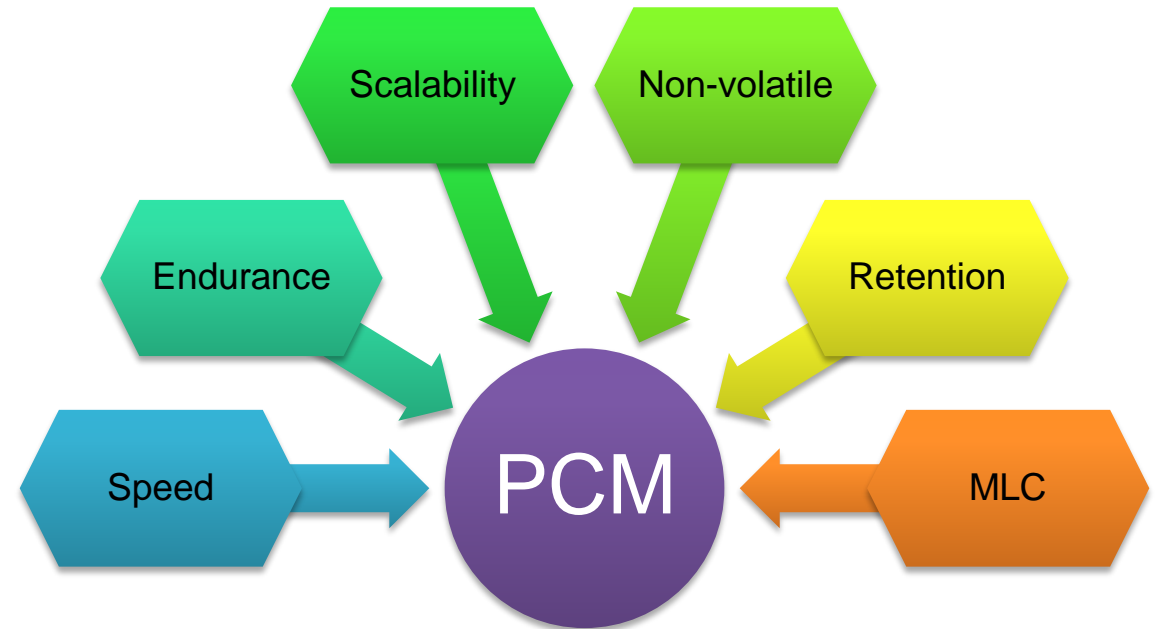 Scalability
Non-volatile
Endurance
Retention
Speed
PCM
MLC